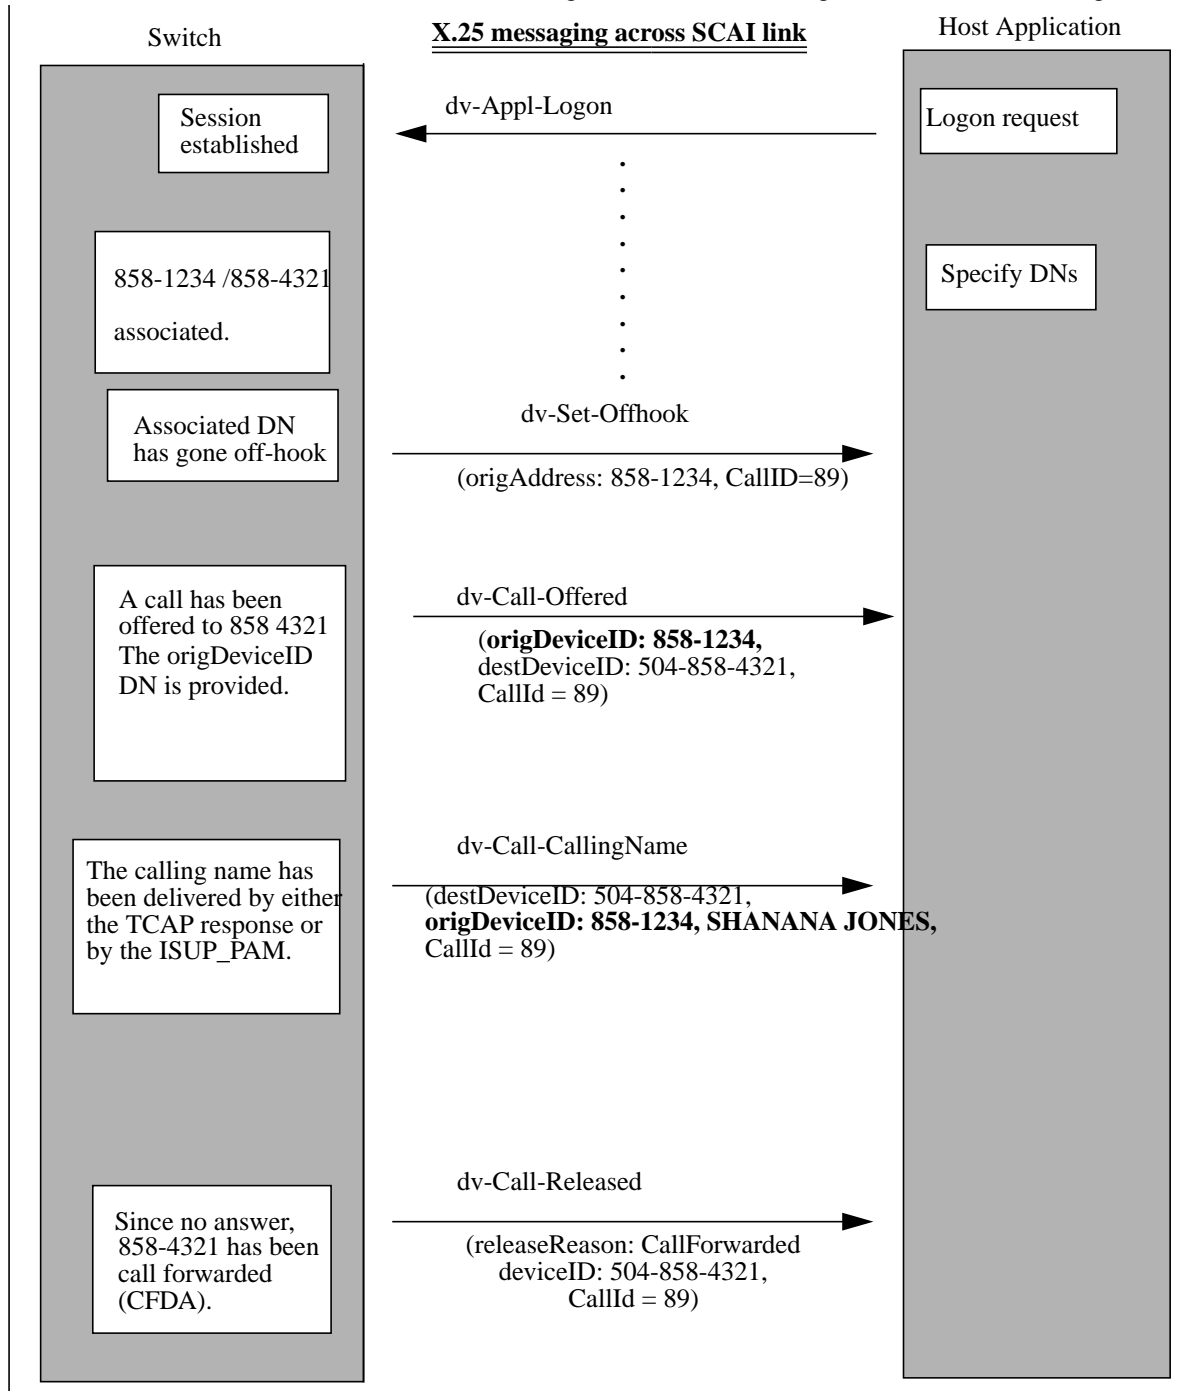 Switch
X.25 messaging across SCAI link
Host Application
Session
established
dv-Appl-Logon
Logon request
858-1234 /858-4321
associated.
Specify DNs
Associated DN
has gone off-hook
dv-Set-Offhook
(origAddress: 858-1234, CallID=89)
A call has been
offered to 858 4321
The origDeviceID
DN is provided.
dv-Call-Offered
(origDeviceID: 858-1234,
destDeviceID: 504-858-4321,
CallId = 89)
The calling name has
been delivered by either
the TCAP response or
by the ISUP_PAM.
dv-Call-CallingName
(destDeviceID: 504-858-4321,
origDeviceID: 858-1234, SHANANA JONES,
CallId = 89)
Since no answer,
858-4321 has been
call forwarded
(CFDA).
dv-Call-Released
(releaseReason: CallForwarded
deviceID: 504-858-4321,
CallId = 89)